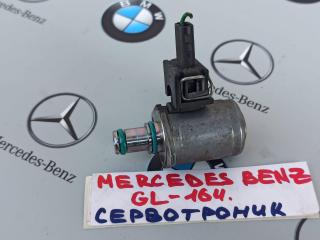 BMW
Mercedes-Benz
Mercedes-Benz
MERCEDES BENZ
GL-164.
СЕРВОТРОНИК